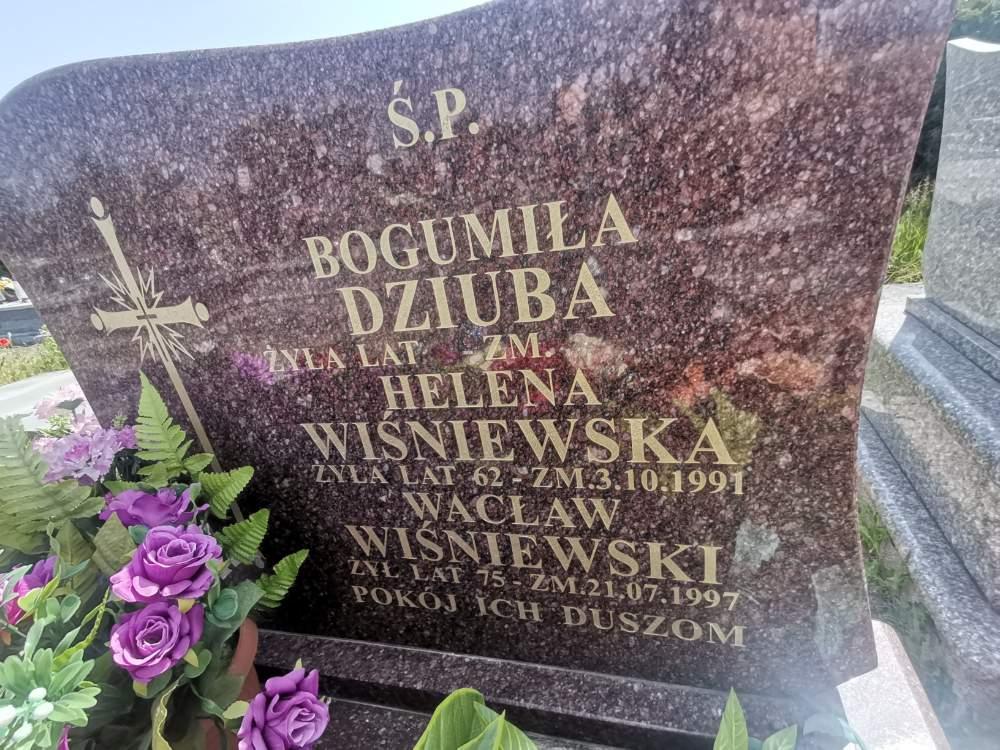 Ś.P.
BOGUMIŁA
DZIUBA
ŻYŁA LAT - ZM.
HELENA
WIŚNIEWSKA
ŻYŁA LAT 62 - ZM.3.10.1991
WACŁAW
WIŚNIEWSKI
ŻYŁ LAT 75 - ZM.21.07.1997
POKÓJ ICH DUSZOM